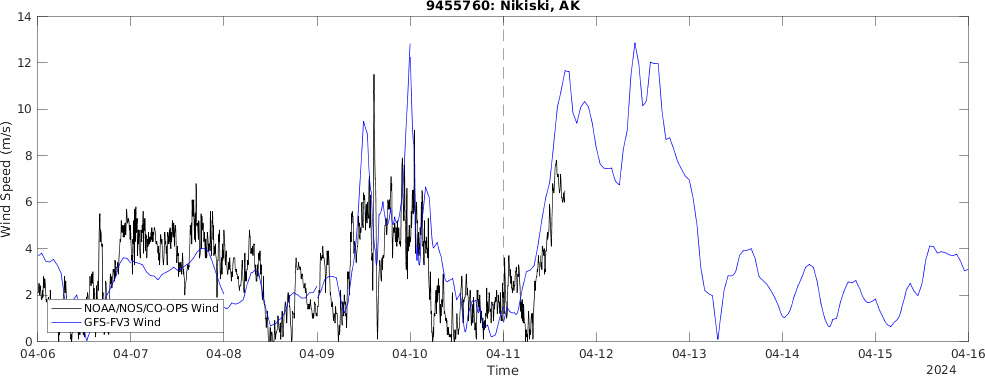 9455760: Nikiski, AK
14
12
10
8
6
4
2
0
Wind Speed (m/s)
NOAA/NOS/CO-OPS Wind
GFS-FV3 Wind
04-06 04-07 04-08 04-09 04-10 04-11 04-12 04-13 04-14 04-15 04-16
Time
2024